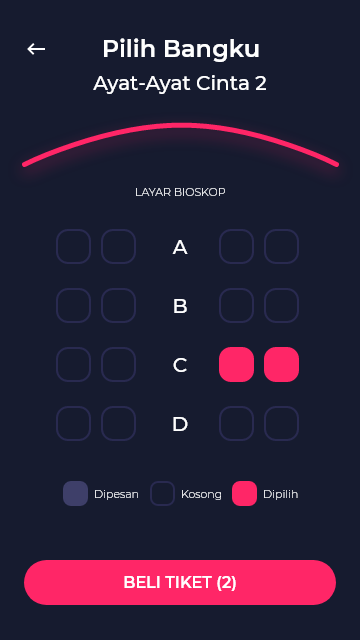 Pilih Bangku
Ayat-Ayat Cinta 2
LAYAR BIOSKOP
A
B
C
D
Dipesan Kosong Dipilih
BELI TIKET (2)